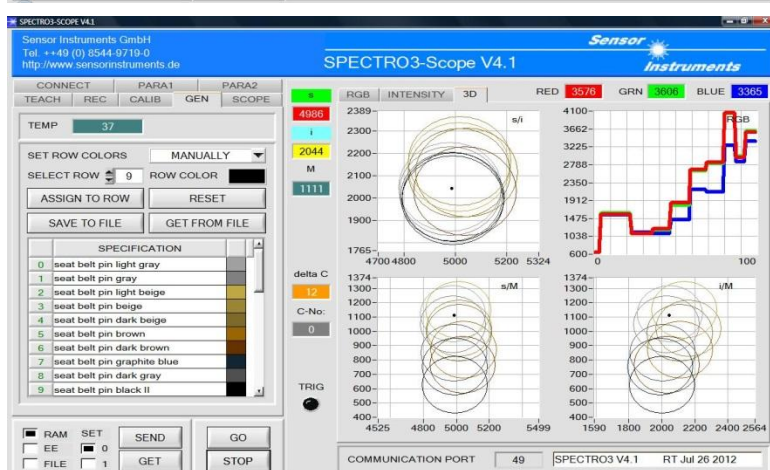 SPECTRO3-SCOPE V4.1
Sensor Instruments GmbH
Tel. ++49 (0) 8544-9719-0
http://www.sensorinstruments.de
SPECTRO3-Scope V4.1
Sensor
Instruments
CONNECT PARA1 PARA2
TEACH REC CALIB GEN SCOPE
TEMP 37
SET ROW COLORS MANUALLY
SELECT ROW 9 ROW COLOR
ASSIGN TO ROW RESET
SAVE TO FILE GET FROM FILE
SPECIFICATION
0 seat belt pin light gray
1 seat belt pin gray
2 seat belt pin light beige
3 seat belt pin beige
4 seat belt pin dark beige
5 seat belt pin brown
6 seat belt pin dark brown
7 seat belt pin graphite blue
8 seat belt pin dark gray
9 seat belt pin black II
RAM SET SEND GO
EE 0
FILE 1 GET STOP
s
4986
i
2044
M
1111
delta C
12
C-No:
0
TRIG
RGB INTENSITY 3D
RED 3576 GRN 3606 BLUE 3365
s/i
2389
2300
2200
2100
2000
1900
1765
4700 4800 5000 5200 5324
RGB
4100
3662
3225
2788
2350
1912
1475
1038
600
0 100
s/M
1374
1300
1200
1100
1000
900
800
700
600
500
400
4525 4800 5000 5200 5499
i/M
1374
1300
1200
1100
1000
900
800
700
600
500
400
1590 1800 2000 2200 2400 2564
COMMUNICATION PORT 49 SPECTRO3 V4.1 RT Jul 26 2012